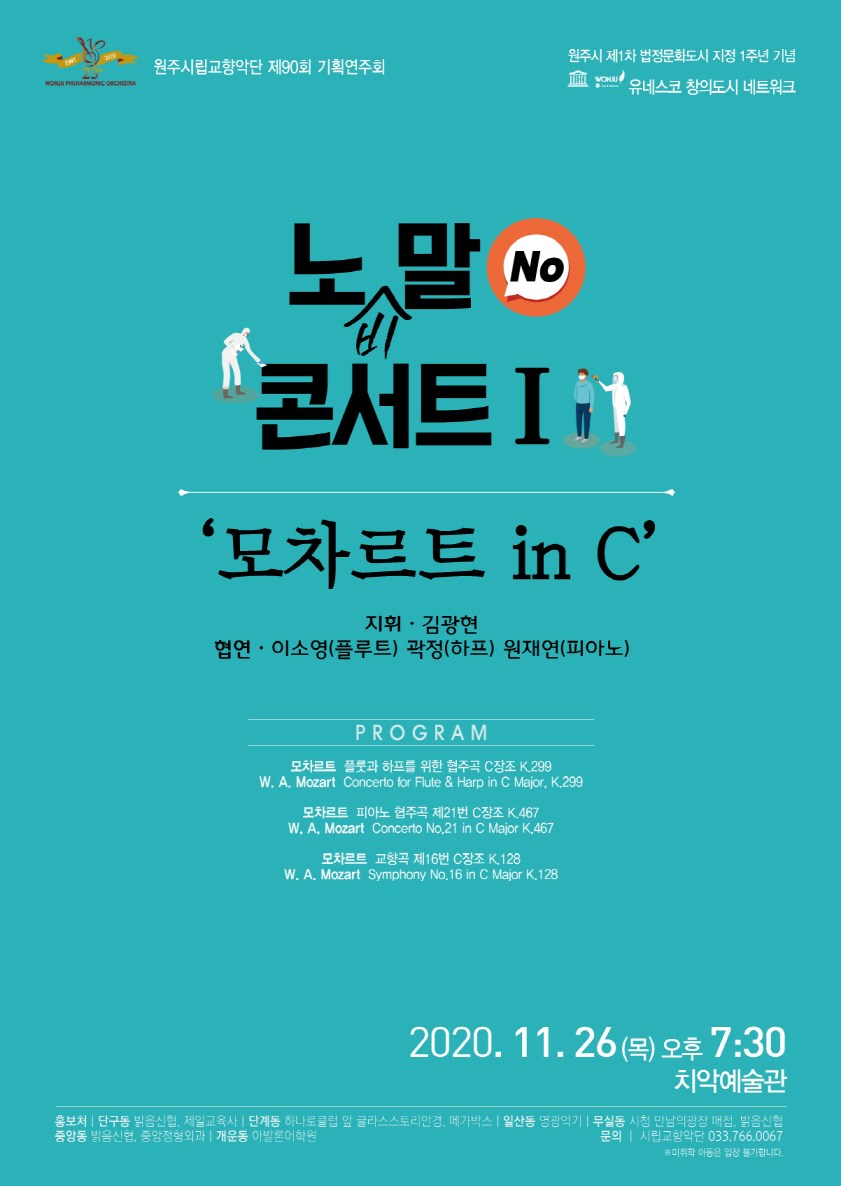 1997 2020
WONJU PHILHARMONIC ORCHESTRA
원주시립교향악단 제90회 기획연주회
원주시 제1차 법정문화도시 지정 1주년 기념
WONJU
유네스코 창의도시 네트워크
노 말 No
비
콘서트 I
‘모차르트 in C’
지휘 · 김광현
협연 · 이소영(플루트) 곽정(하프) 원재연(피아노)
PROGRAM
모차르트 플룻과 하프를 위한 협주곡 C장조 K.299
W. A. Mozart Concerto for Flute & Harp in C Major, K.299
모차르트 피아노 협주곡 제21번 C장조 K.467
W. A. Mozart Concerto No.21 in C Major K.467
모차르트 교향곡 제16번 C장조 K.128
W. A. Mozart Symphony No.16 in C Major K.128
2020. 11. 26 (목) 오후 7:30
치악예술관
홍보처 | 단구동 밝음신협, 제일교육사 | 단계동 하나로클럽 앞 글라스스토리안경, 메가박스 | 일산동 영광악기 | 무실동 시청 만남의광장 매점, 밝음신협
중앙동 밝음신협, 중앙정형외과 | 개운동 아발론어학원
문의 | 시립교향악단 033.766.0067
※미취학 아동은 입장 불가합니다.